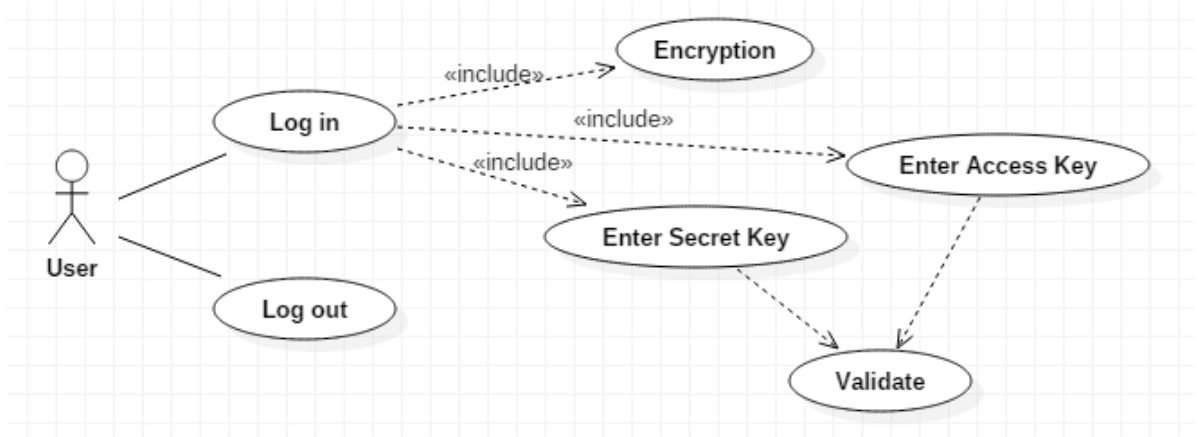 Encryption
«include»
Log in
«include»
«include»
Enter Access Key
Enter Secret Key
User
Log out
Validate